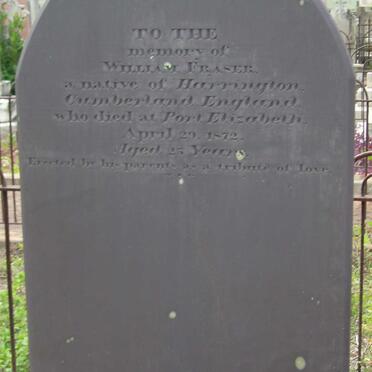 TO THE
memory of
WILLIAM FRASER,
a native of Harrington,
Cumberland England
who died at Port Elizabeth,
April 29, 1872,
Aged 25 Years
Erected by his parents as a tribute of love